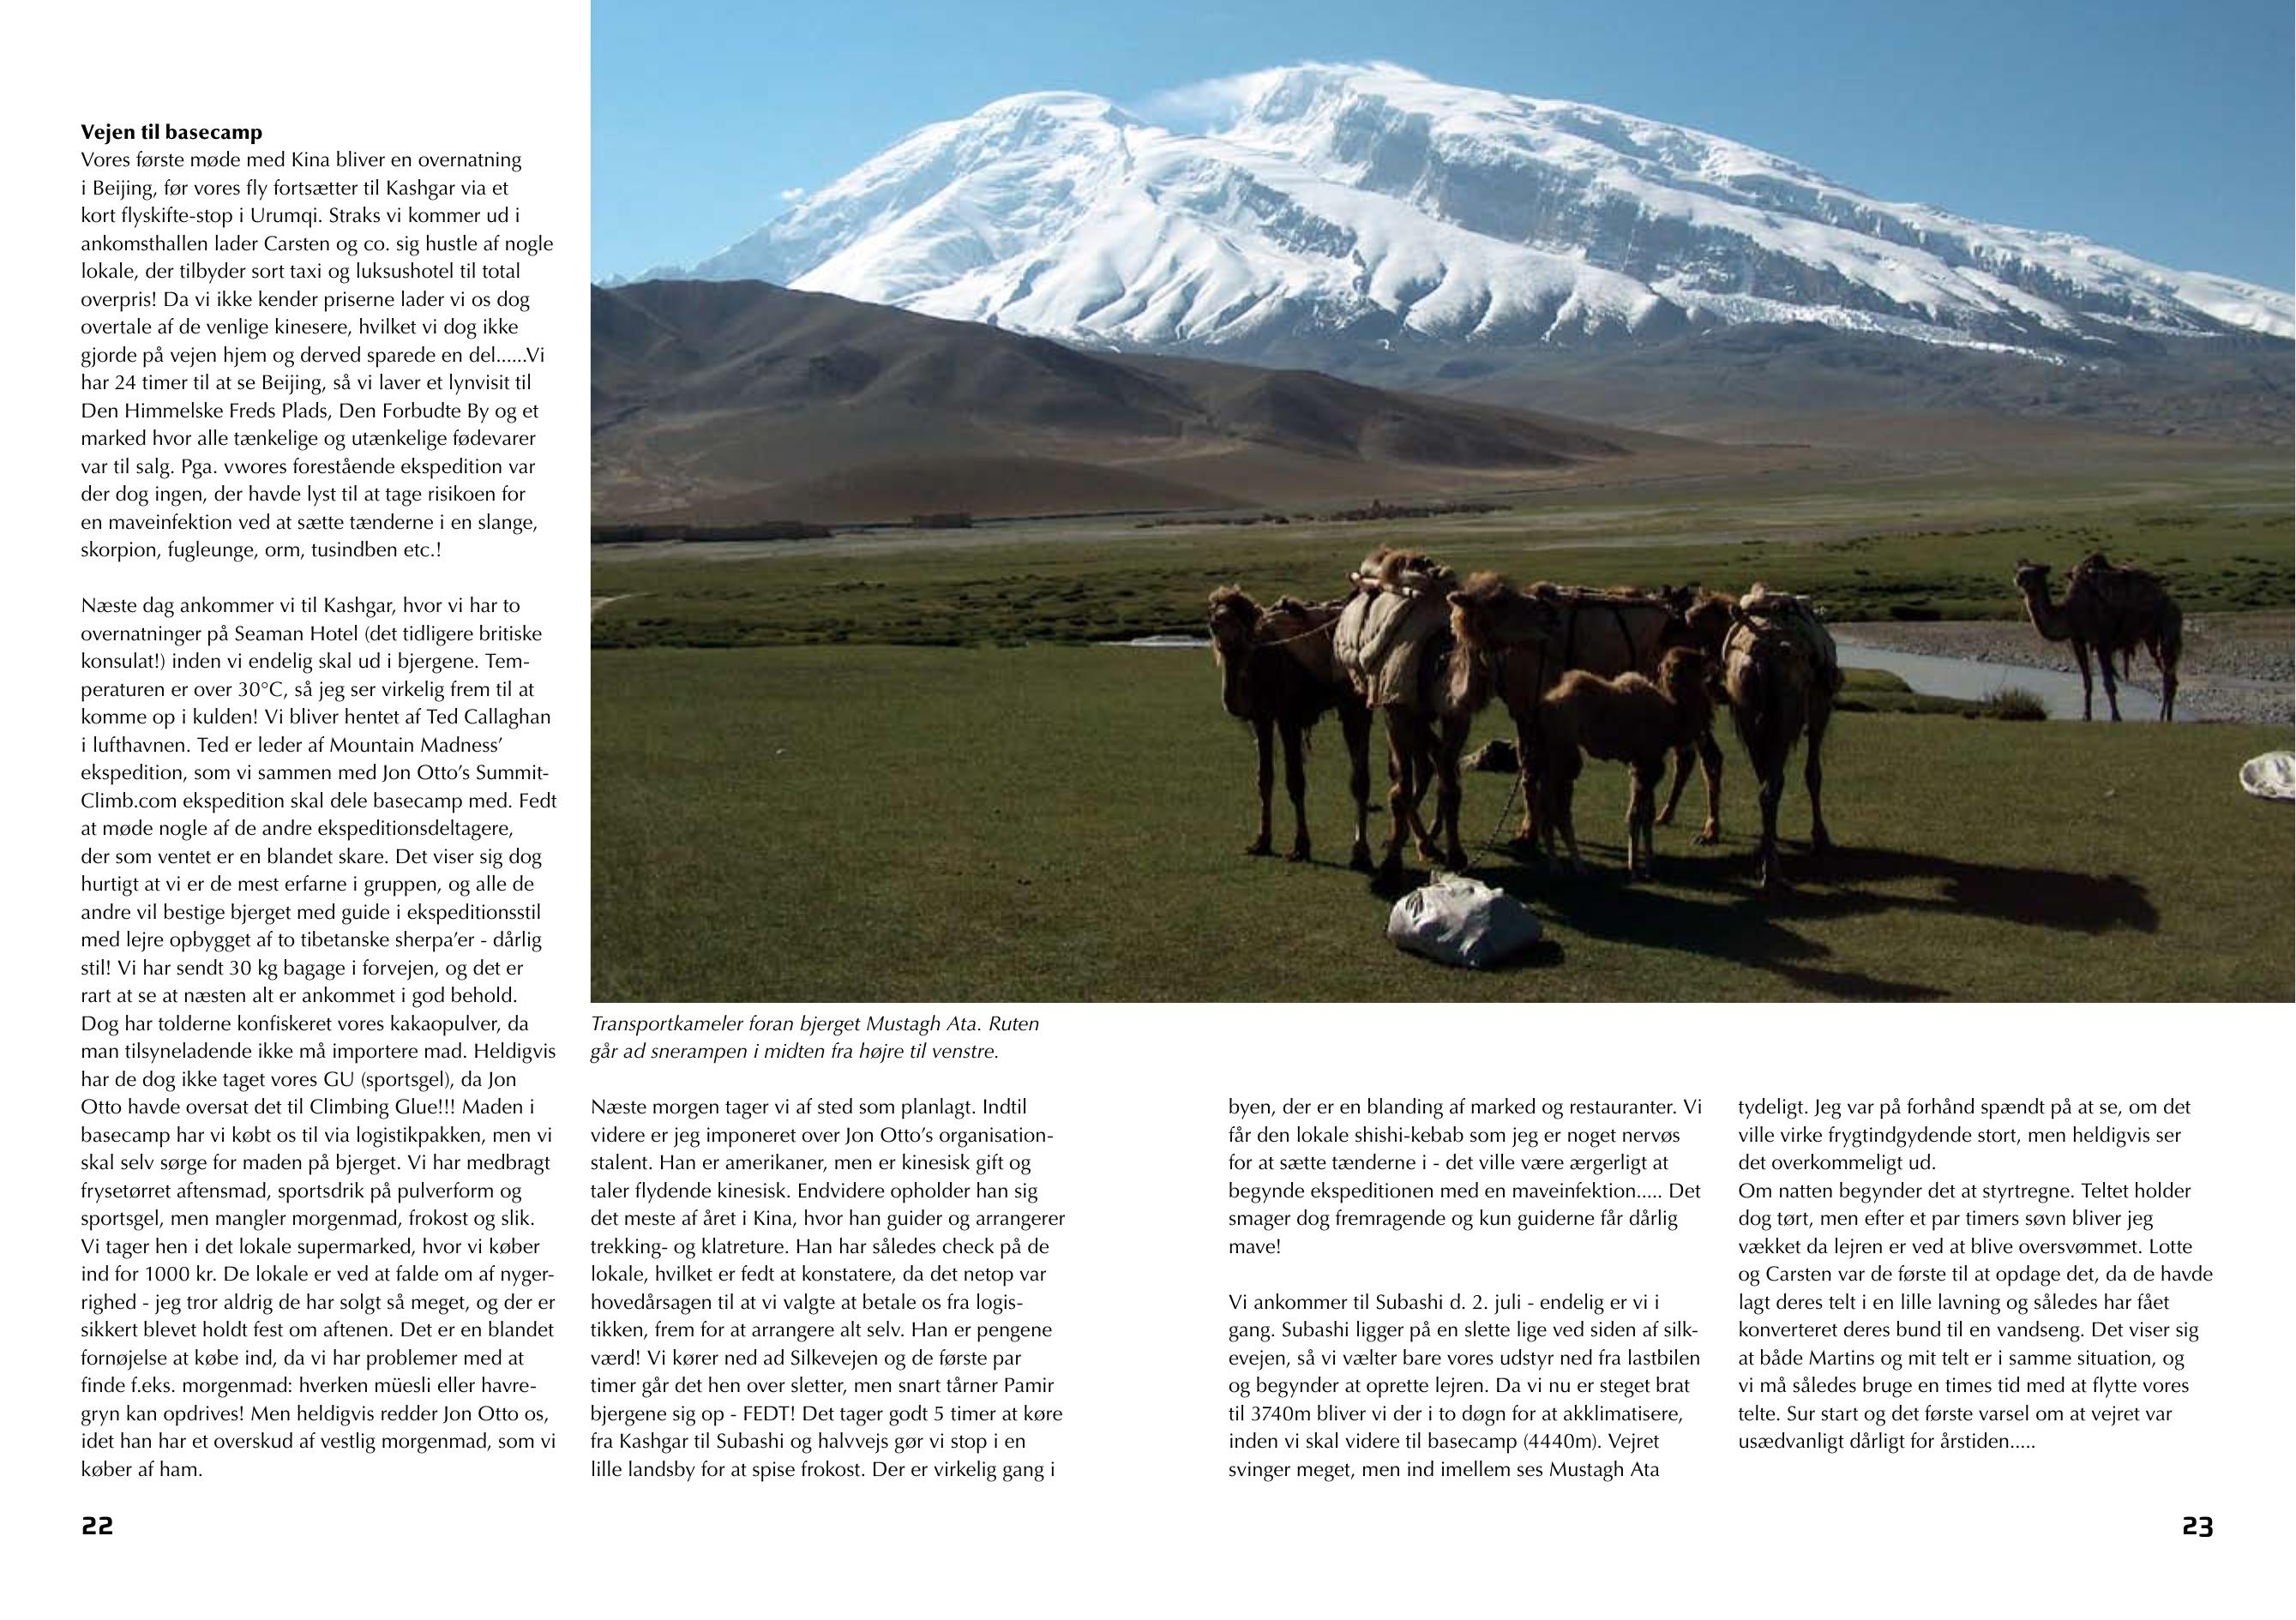 Vejen til basecamp
Vores første møde med Kina bliver en overnatning
i Beijing, før vores fly fortsætter til Kashgar via et
kort flyskifte-stop i Urumqi. Straks vi kommer ud i
ankomsthallen lader Carsten og co. sig hustle af nogle
lokale, der tilbyder sort taxi og luksushotel til total
overpris! Da vi ikke kender priserne lader vi os dog
overtale af de venlige kinesere, hvilket vi dog ikke
gjorde på vejen hjem og derved sparede en del......Vi
har 24 timer til at se Beijing, så vi laver et lynvisit til
Den Himmelske Freds Plads, Den Forbudte By og et
marked hvor alle tænkelige og utænkelige fødevarer
var til salg. Pga. vwores forestående ekspedition var
der dog ingen, der havde lyst til at tage risikoen for
en maveinfektion ved at sætte tænderne i en slange,
skorpion, fugleunge, orm, tusindben etc.!
Næste dag ankommer vi til Kashgar, hvor vi har to
overnatninger på Seaman Hotel (det tidligere britiske
konsulat!) inden vi endelig skal ud i bjergene. Tem-
peraturen er over 30°C, så jeg ser virkelig frem til at
komme op i kulden! Vi bliver hentet af Ted Callaghan
i lufthavnen. Ted er leder af Mountain Madness’
ekspedition, som vi sammen med Jon Otto’s Summit-
Climb.com ekspedition skal dele basecamp med. Fedt
at møde nogle af de andre ekspeditionsdeltagere,
der som ventet er en blandet skare. Det viser sig dog
hurtigt at vi er de mest erfarne i gruppen, og alle de
andre vil bestige bjerget med guide i ekspeditionsstil
med lejre opbygget af to tibetanske sherpa’er - dårlig
stil! Vi har sendt 30 kg bagage i forvejen, og det er
rart at se at næsten alt er ankommet i god behold.
Dog har tolderne konfiskeret vores kakaopulver, da
man tilsyneladende ikke må importere mad. Heldigvis
har de dog ikke taget vores GU (sportsgel), da Jon
Otto havde oversat det til Climbing Glue!!! Maden i
basecamp har vi købt os til via logistikpakken, men vi
skal selv sørge for maden på bjerget. Vi har medbragt
frysetørret aftensmad, sportsdrik på pulverform og
sportsgel, men mangler morgenmad, frokost og slik.
Vi tager hen i det lokale supermarked, hvor vi køber
ind for 1000 kr. De lokale er ved at falde om af nyger-
righed - jeg tror aldrig de har solgt så meget, og der er
sikkert blevet holdt fest om aftenen. Det er en blandet
fornøjelse at købe ind, da vi har problemer med at
finde f.eks. morgenmad: hverken müesli eller havre-
gryn kan opdrives! Men heldigvis redder Jon Otto os,
idet han har et overskud af vestlig morgenmad, som vi
køber af ham.
Transportkameler foran bjerget Mustagh Ata. Ruten
går ad snerampen i midten fra højre til venstre.
Næste morgen tager vi af sted som planlagt. Indtil
videre er jeg imponeret over Jon Otto’s organisation-
stalent. Han er amerikaner, men er kinesisk gift og
taler flydende kinesisk. Endvidere opholder han sig
det meste af året i Kina, hvor han guider og arrangerer
trekking- og klatreture. Han har således check på de
lokale, hvilket er fedt at konstatere, da det netop var
hovedårsagen til at vi valgte at betale os fra logis-
tikken, frem for at arrangere alt selv. Han er pengene
værd! Vi kører ned ad Silkevejen og de første par
timer går det hen over sletter, men snart tårner Pamir
bjergene sig op - FEDT! Det tager godt 5 timer at køre
fra Kashgar til Subashi og halvvejs gør vi stop i en
lille landsby for at spise frokost. Der er virkelig gang i
byen, der er en blanding af marked og restauranter. Vi
får den lokale shishi-kebab som jeg er noget nervøs
for at sætte tænderne i - det ville være ærgerligt at
begynde ekspeditionen med en maveinfektion..... Det
smager dog fremragende og kun guiderne får dårlig
mave!
Vi ankommer til Subashi d. 2. juli - endelig er vi i
gang. Subashi ligger på en slette lige ved siden af silk-
evejen, så vi vælter bare vores udstyr ned fra lastbilen
og begynder at oprette lejren. Da vi nu er steget brat
til 3740m bliver vi der i to døgn for at akklimatisere,
inden vi skal videre til basecamp (4440m). Vejret
svinger meget, men ind imellem ses Mustagh Ata
tydeligt. Jeg var på forhånd spændt på at se, om det
ville virke frygtindgydende stort, men heldigvis ser
det overkommeligt ud.
Om natten begynder det at styrtregne. Teltet holder
dog tørt, men efter et par timers søvn bliver jeg
vækket da lejren er ved at blive oversvømmet. Lotte
og Carsten var de første til at opdage det, da de havde
lagt deres telt i en lille lavning og således har fået
konverteret deres bund til en vandseng. Det viser sig
at både Martins og mit telt er i samme situation, og
vi må således bruge en times tid med at flytte vores
telte. Sur start og det første varsel om at vejret var
usædvanligt dårligt for årstiden.....
22
23